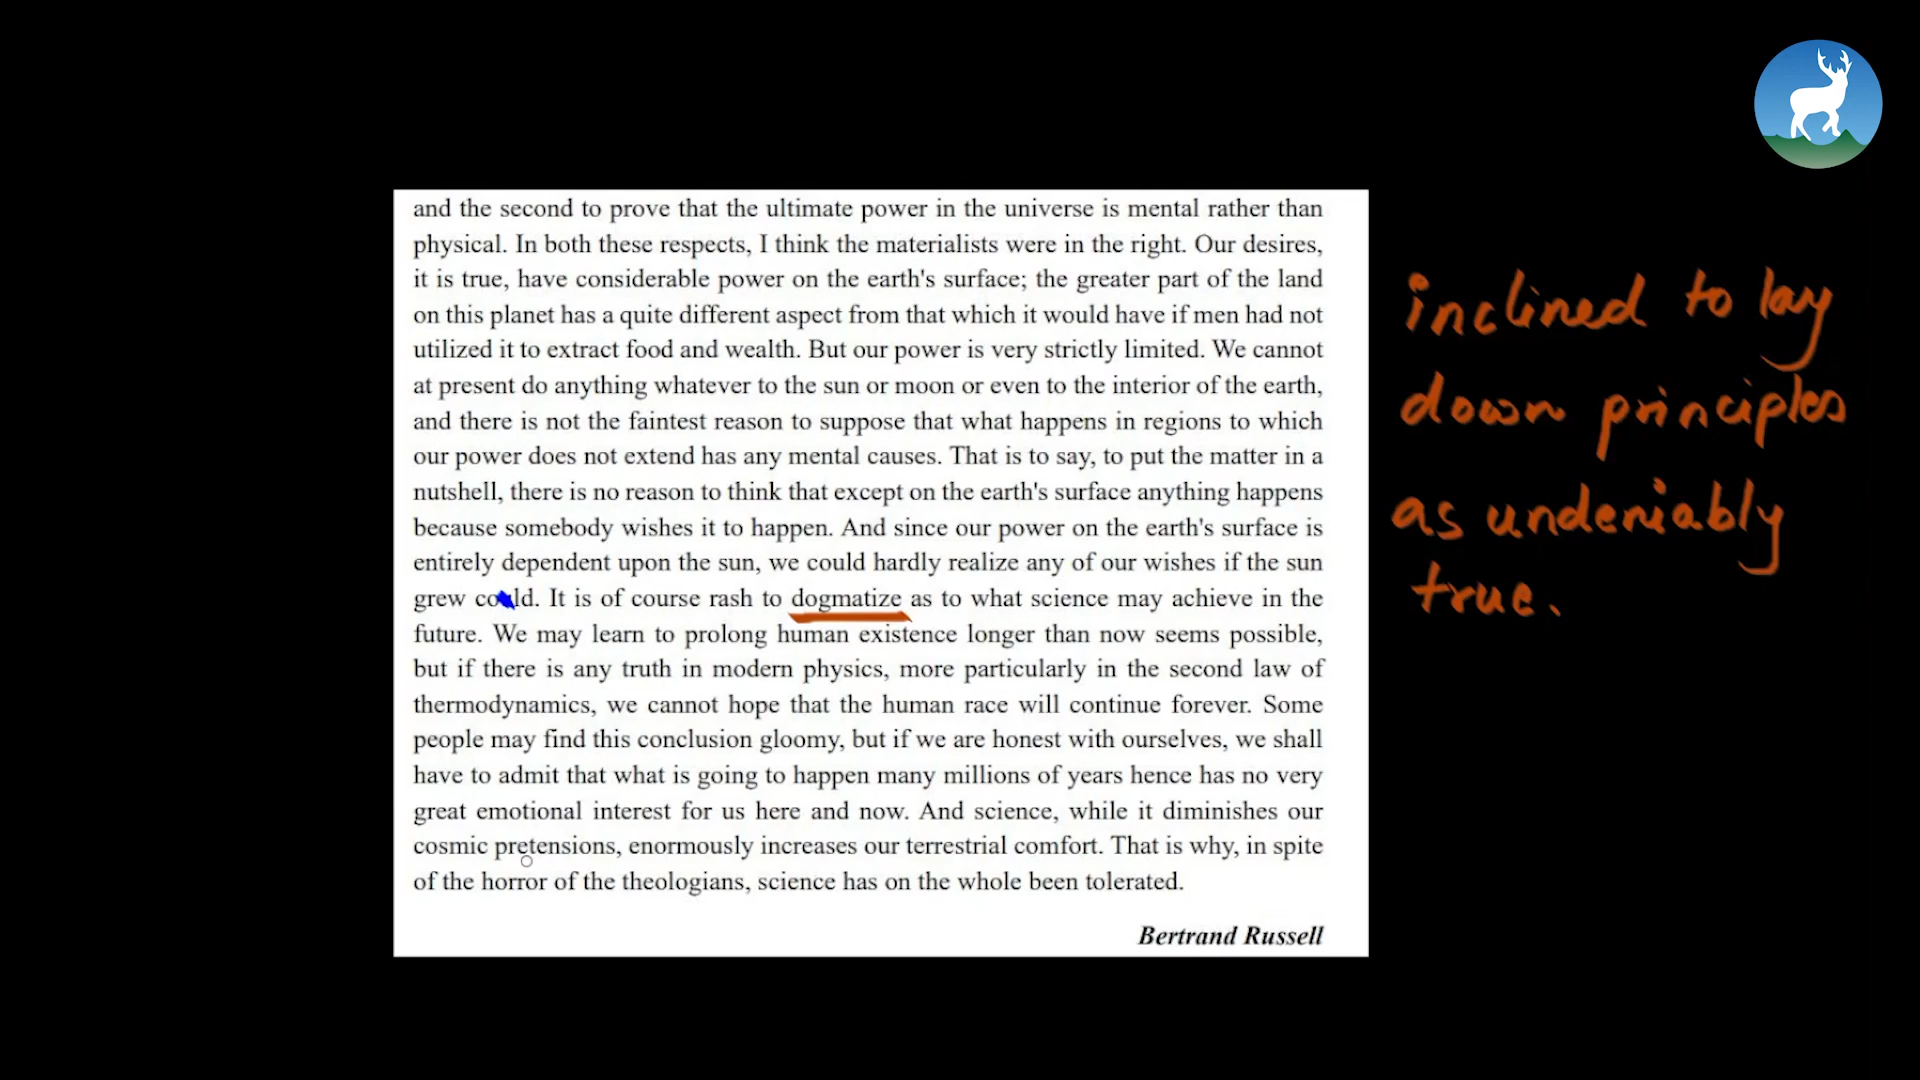 and the second to prove that the ultimate power in the universe is mental rather than
physical. In both these respects, I think the materialists were in the right. Our desires,
it is true, have considerable power on the earth's surface; the greater part of the land
on this planet has a quite different aspect from that which it would have if men had not
utilized it to extract food and wealth. But our power is very strictly limited. We cannot
at present do anything whatever to the sun or moon or even to the interior of the earth,
and there is not the faintest reason to suppose that what happens in regions to which
our power does not extend has any mental causes. That is to say, to put the matter in a
nutshell, there is no reason to think that except on the earth's surface anything happens
because somebody wishes it to happen. And since our power on the earth's surface is
entirely dependent upon the sun, we could hardly realize any of our wishes if the sun
grew could. It is of course rash to dogmatize as to what science may achieve in the
future. We may learn to prolong human existence longer than now seems possible,
but if there is any truth in modern physics, more particularly in the second law of
thermodynamics, we cannot hope that the human race will continue forever. Some
people may find this conclusion gloomy, but if we are honest with ourselves, we shall
have to admit that what is going to happen many millions of years hence has no very
great emotional interest for us here and now. And science, while it diminishes our
cosmic pretensions, enormously increases our terrestrial comfort. That is why, in spite
of the horror of the theologians, science has on the whole been tolerated.
Bertrand Russell
inclined to lay
down principles
as undeniably
true.